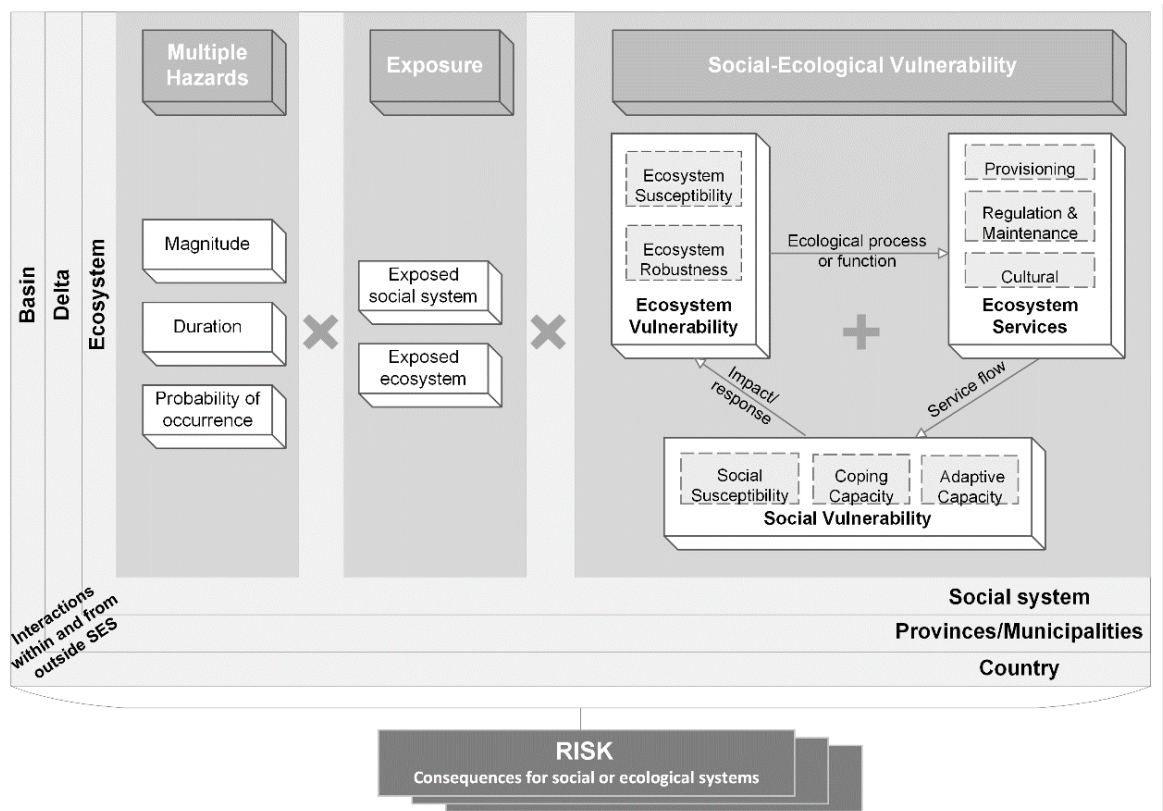 Multiple
Hazards
Exposure
Social-Ecological Vulnerability
Magnitude
Duration
Probability of
occurrence
Exposed
social system
Exposed
ecosystem
Ecosystem
Susceptibility
Ecosystem
Robustness
Ecosystem
Vulnerability
Ecological process
or function
Provisioning
Regulation &
Maintenance
Cultural
Ecosystem
Services
Impact/
response
Service flow
Social
Susceptibility
Coping
Capacity
Adaptive
Capacity
Social Vulnerability
Basin
Delta
Ecosystem
Interactions
within and from
outside SES
Social system
Provinces/Municipalities
Country
RISK
Consequences for social or ecological systems